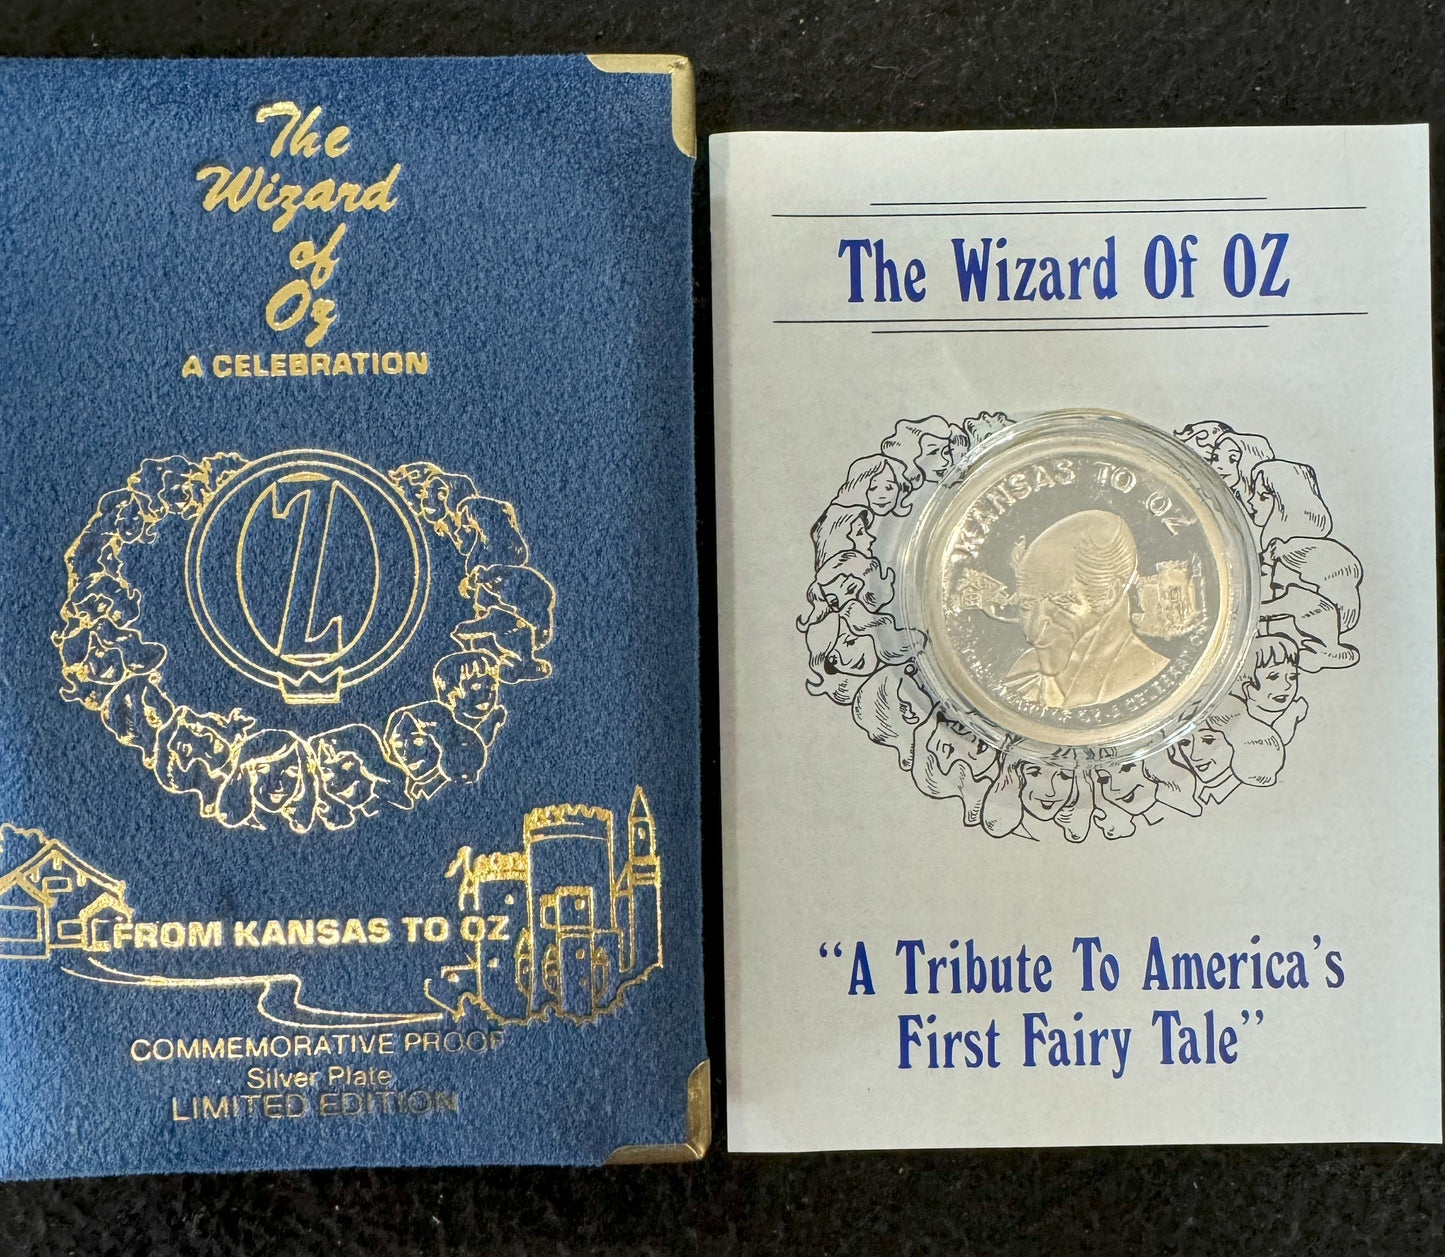 The
Wizard
of
Oz
A CELEBRATION
OZ
FROM KANSAS TO OZ
COMMEMORATIVE PROOF
Silver Plate
LIMITED EDITION
The Wizard Of OZ
KANSAS TO OZ
“A Tribute To America’s
First Fairy Tale”